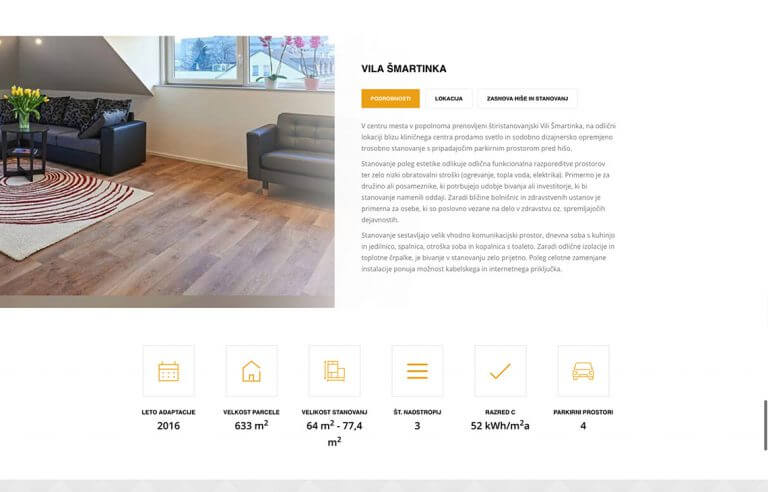 VILA ŠMARTINKA
PODROBNOSTI
LOKACIJA
ZASNOVA HIŠE IN STANOVANJ
V centru mesta v popolnoma prenovljeni štiristanovanjski Vili Šmartinka, na odlični
lokaciji blizu kliničnega centra prodamo svetlo in sodobno dizajnersko opremjeno
trosobno stanovanje s pripadajočim parkirnim prostorom pred hišo.
Stanovanje poleg estetike odlikuje odlična funkcionalna razporeditve prostorov
ter zelo nizki obratovalni stroški (ogrevanje, topla voda, elektrika). Primerno je za
družino ali posameznike, ki potrebujejo udobje bivanja ali investitorje, ki bi
stanovanje namenili oddaji. Zaradi bližine bolnišnic in zdravstvenih ustanov je
primerna za osebe, ki so poslovno vezane na delo v zdravstvu oz. spremljajočih
dejavnostih.
Stanovanje sestavljajo velik vhodno komunikacijski prostor, dnevna soba s kuhinjo
in jedilnico, spalnica, otroška soba in kopalnica s toaleto. Zaradi odlične izolacije in
toplotne črpalke, je bivanje v stanovanju zelo prijetno. Poleg celotne zamenjane
instalacije ponuja možnost kabelskega in internetnega priključka.
LETO ADAPTACIJE
2016
VELKOST PARCELE
633 m²
VELIKOST STANOVANJ
64 m² - 77,4
m²
ŠT. NADSTROPIJ
3
RAZRED C
52 kWh/m²a
PARKIRNI PROSTORI
4